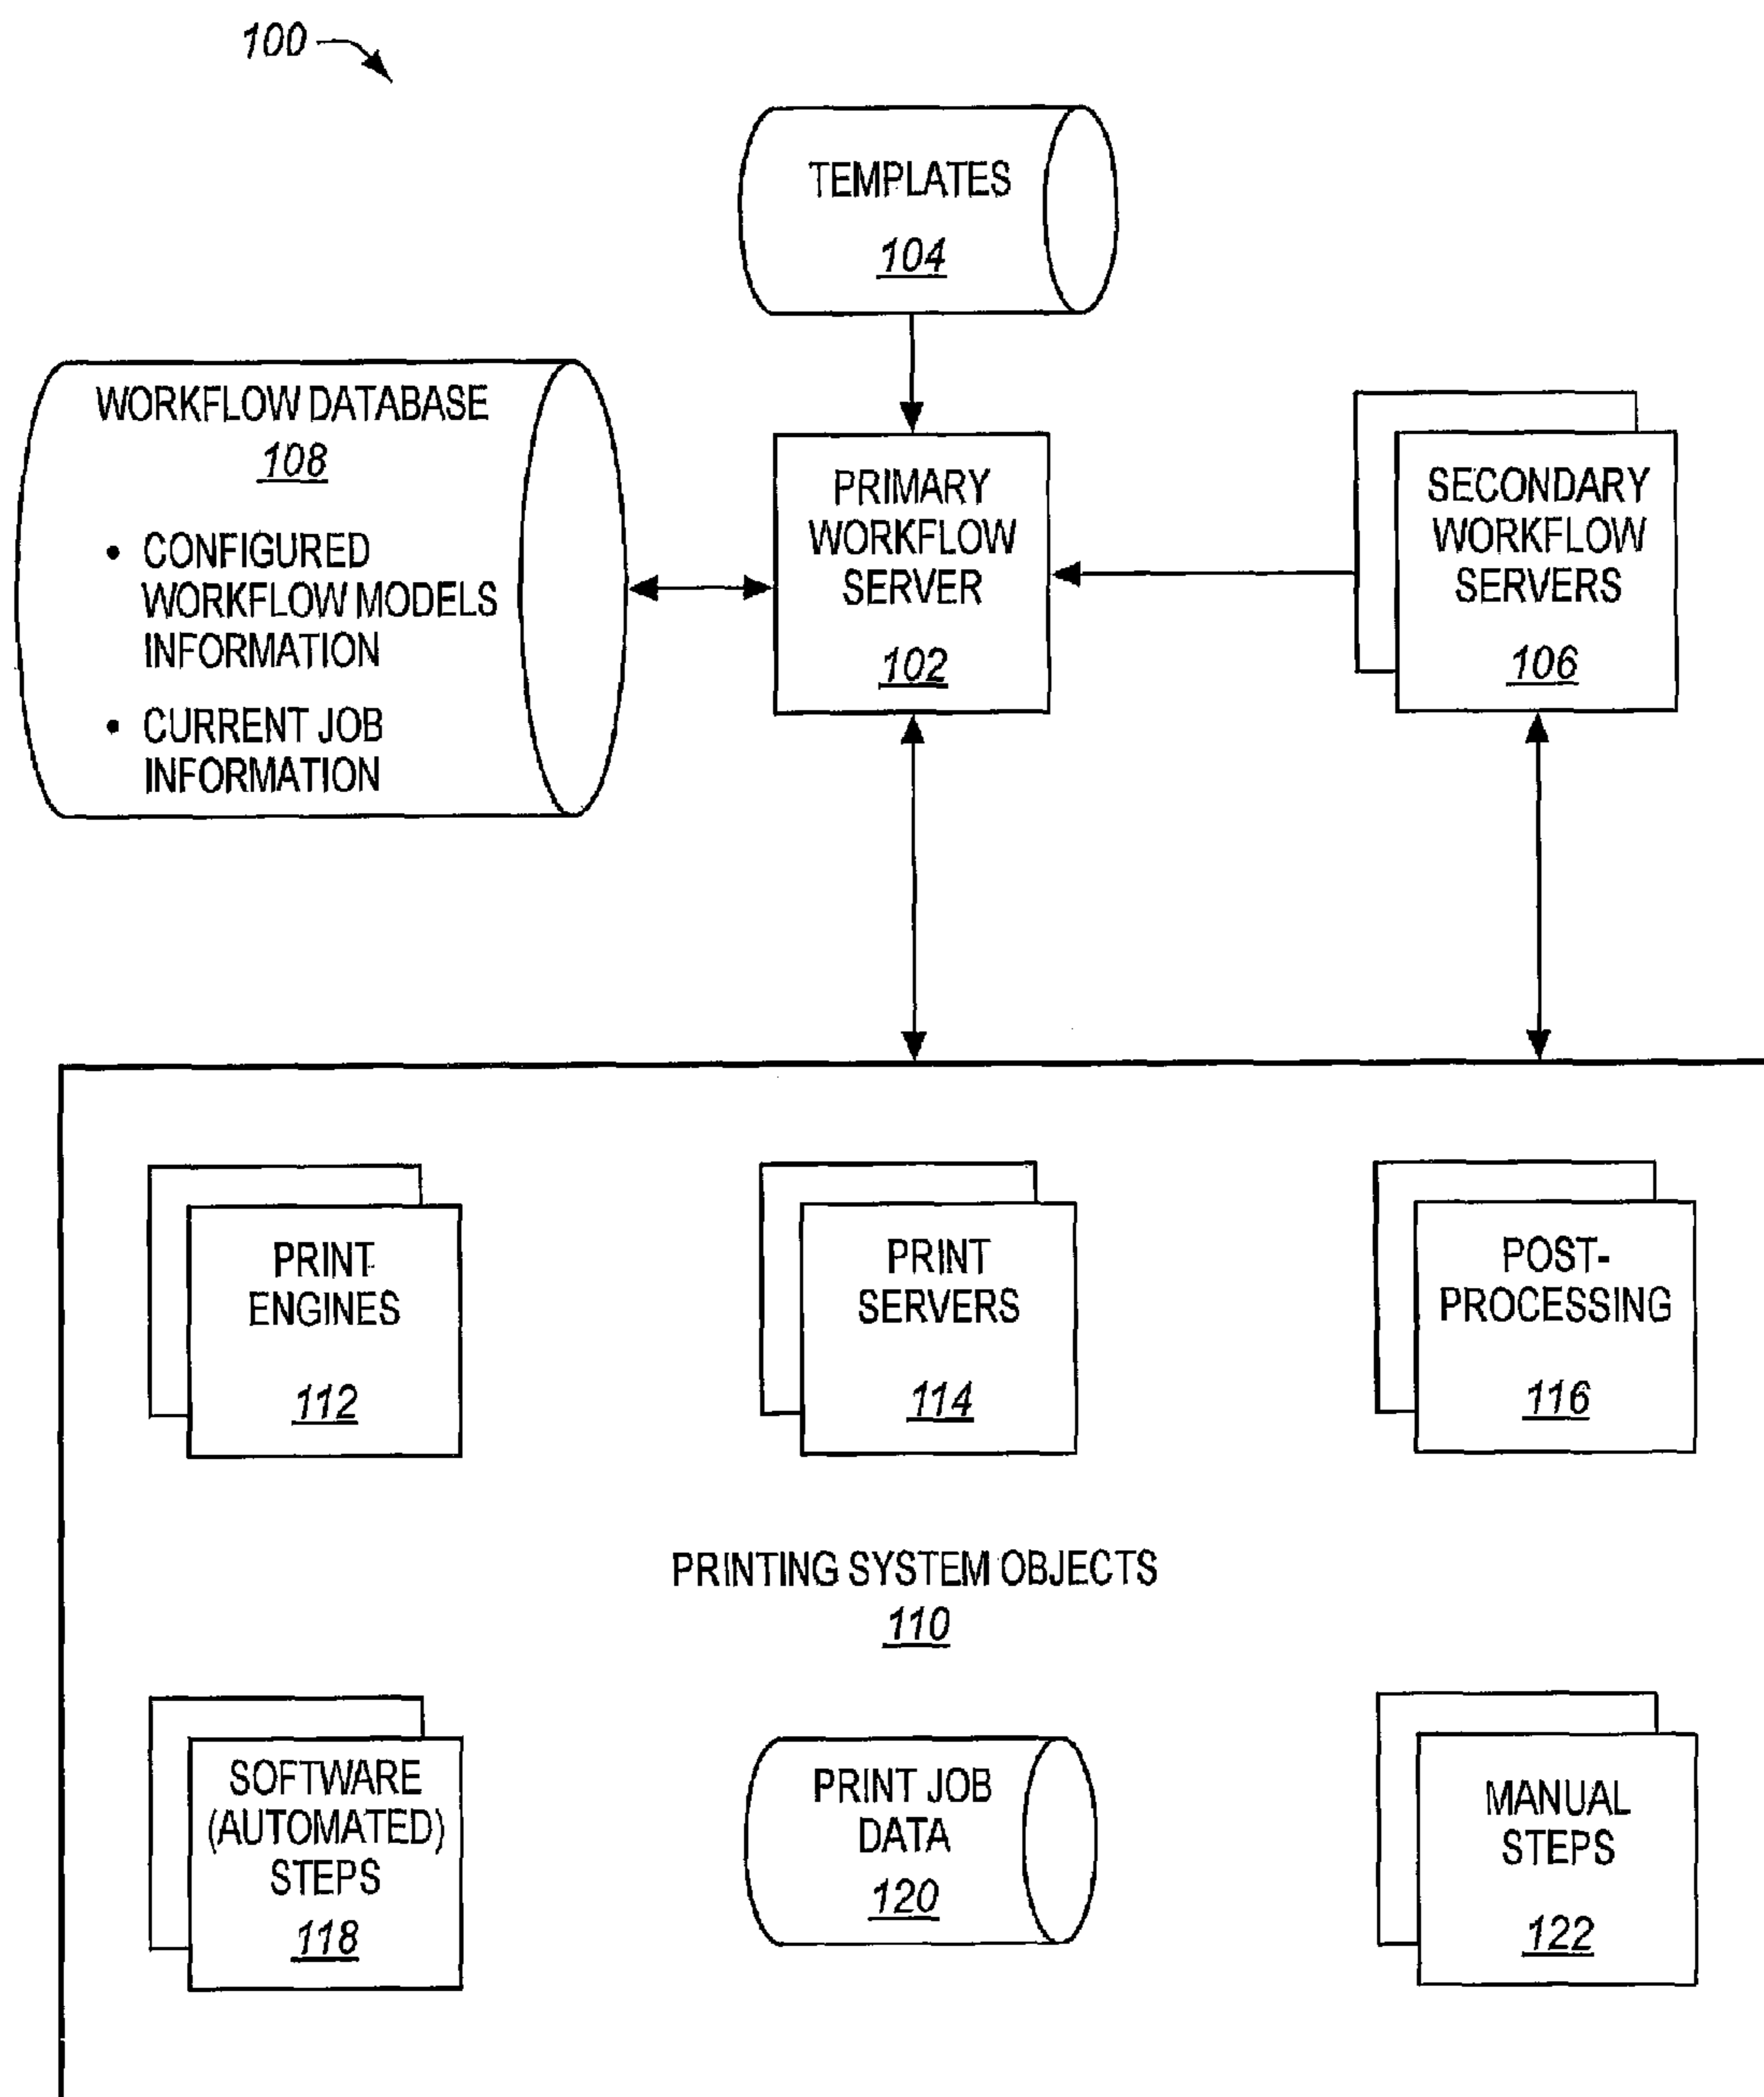 100
TEMPLATES
104
WORKFLOW DATABASE
108
• CONFIGURED
WORKFLOW MODELS
INFORMATION
• CURRENT JOB
INFORMATION
PRIMARY
WORKFLOW
SERVER
102
SECONDARY
WORKFLOW
SERVERS
106
PRINT
ENGINES
112
PRINT
SERVERS
114
POST-
PROCESSING
116
PRINTING SYSTEM OBJECTS
110
SOFTWARE
(AUTOMATED)
STEPS
118
PRINT JOB
DATA
120
MANUAL
STEPS
122